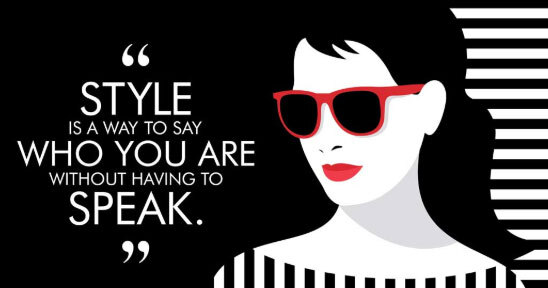 “
STYLE
IS A WAY TO SAY
WHO YOU ARE
WITHOUT HAVING TO
SPEAK.
”